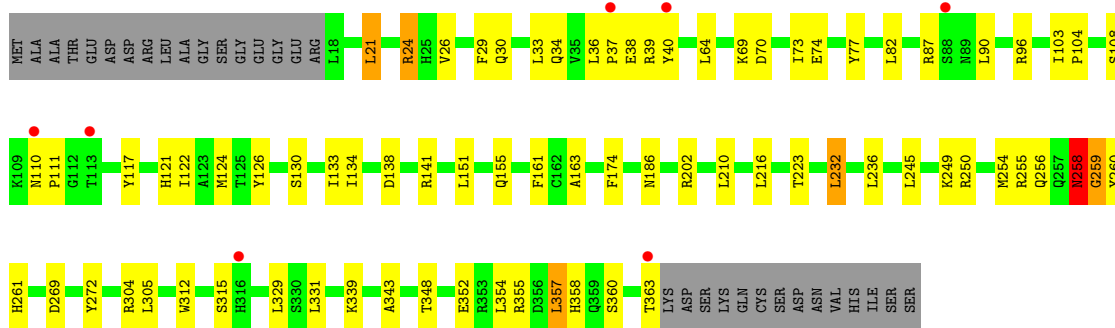 MET ALA ALA THR GLU ASP ASP ARG LEU ALA GLY SER GLY GLU GLY GLU ARG L18 L21 R24 H25 V26 F29 Q30 L33 Q34 V35 L36 P37 E38 R39 Y40 L64 K69 D70 I73 E74 Y77 L82 R87 S88 N89 L90 R96 I103 P104 S108
K109 N110 P111 G112 T113 Y117 H121 I122 A123 M124 T125 Y126 S130 I133 I134 D138 R141 L151 Q155 F161 C162 A163 F174 N186 R202 L210 L216 T223 L232 L236 L245 K249 R250 M254 R255 Q256 Q257 N258 G259 Y260
H261 D269 Y272 R304 L305 W312 S315 H316 L329 S330 L331 K339 A343 T348 E352 R353 L354 R355 D356 L357 H358 Q359 S360 T363 LYS ASP SER LYS GLN CYS SER ASP ASN VAL HIS ILE SER SER